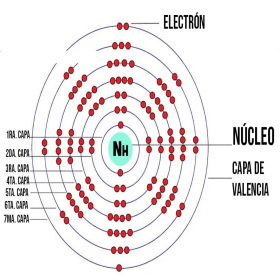 ELECTRÓN
1RA. CAPA
NH
NÚCLEO
2DA. CAPA
3RA. CAPA
CAPA DE
VALENCIA
4TA. CAPA
5TA. CAPA
6TA. CAPA
7MA. CAPA